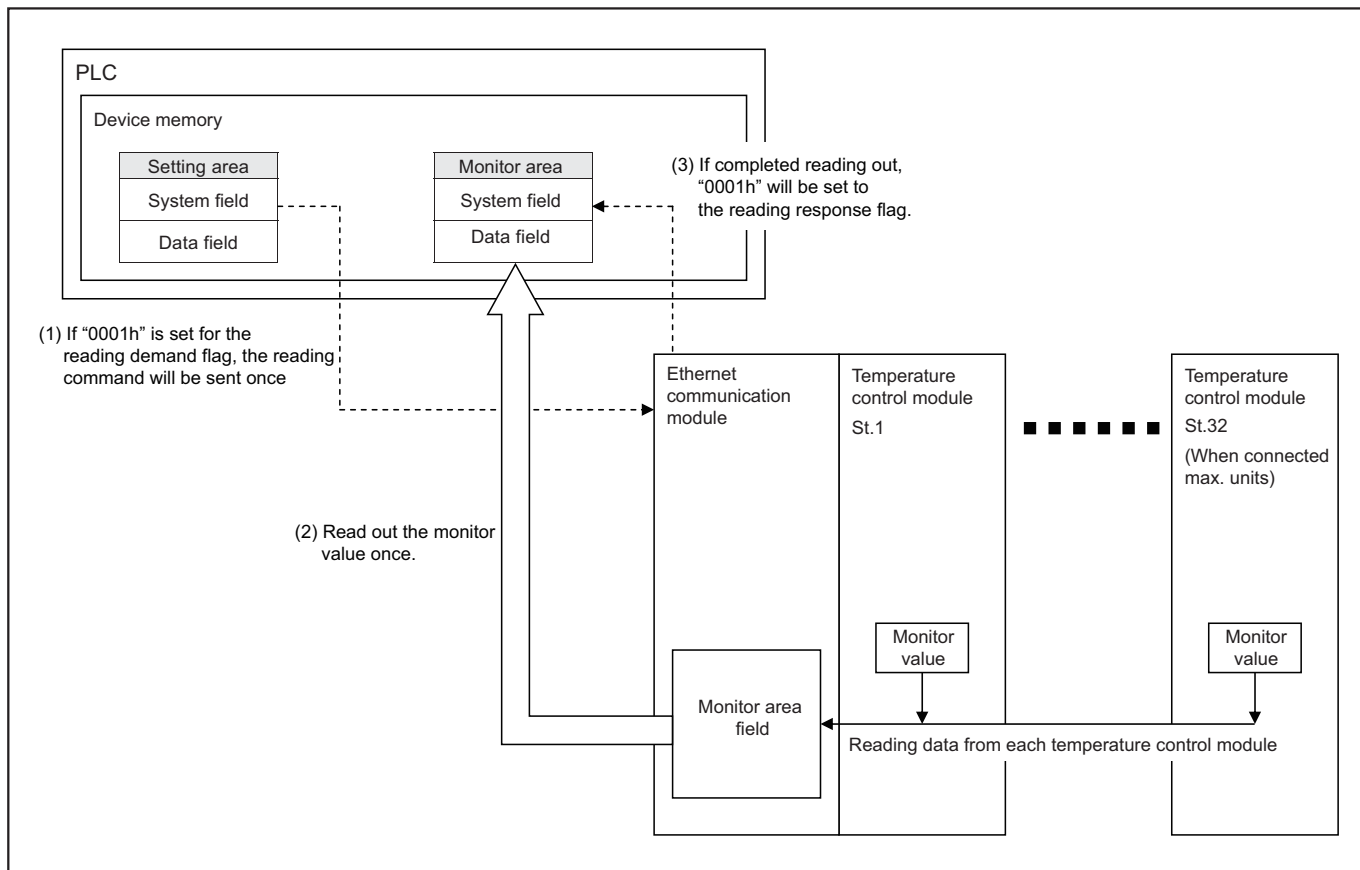 PLC
Device memory
Setting area
System field
Data field
Monitor area
System field
Data field
(3) If completed reading out,
“0001h” will be set to
the reading response flag.
(1) If “0001h” is set for the
reading demand flag, the reading
command will be sent once
Ethernet
communication
module
Temperature
control module
St.1
Temperature
control module
St.32
(When connected
max. units)
(2) Read out the monitor
value once.
Monitor
value
Monitor
value
Monitor area
field
Reading data from each temperature control module